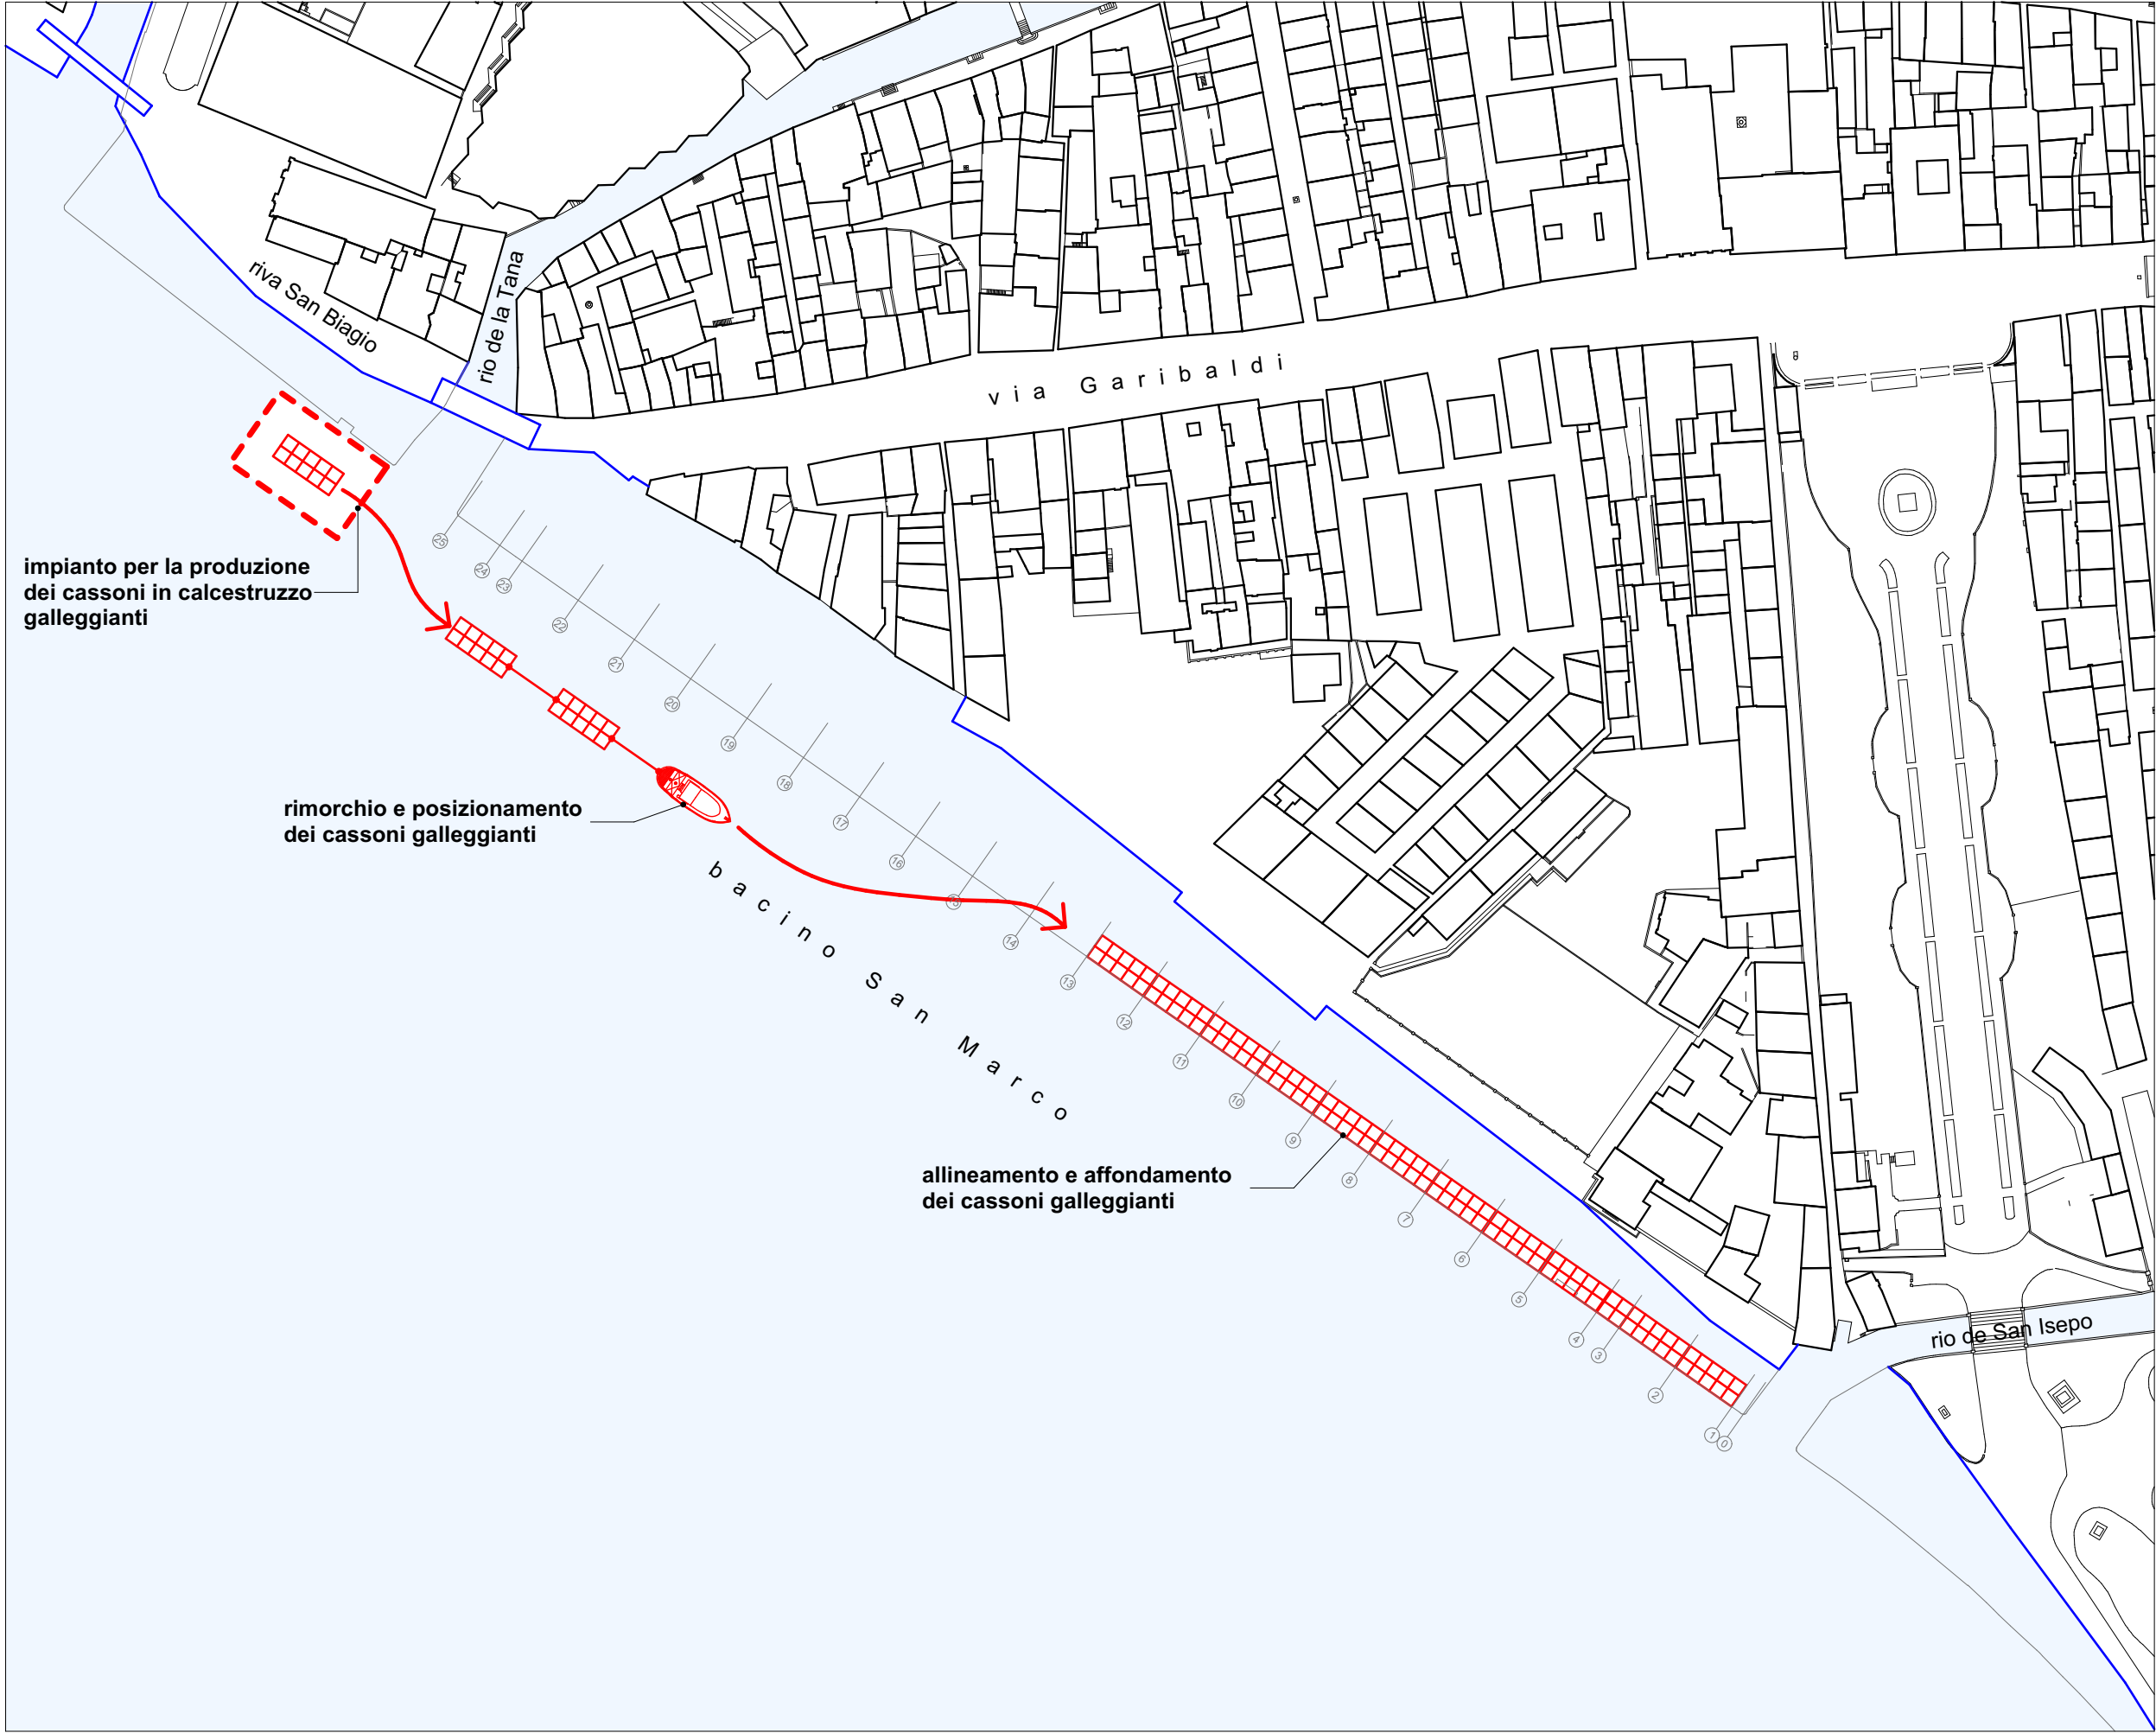 riva San Biagio
rio de la Tana
via Garibaldi
impianto per la produzione
dei cassoni in calcestruzzo
galleggianti
25
24
23
22
21
20
19
18
17
16
15
14
13
12
11
10
9
8
7
6
5
4
3
2
1
0
rimorchio e posizionamento
dei cassoni galleggianti
bacino San Marco
allineamento e affondamento
dei cassoni galleggianti
rio de San Isepo